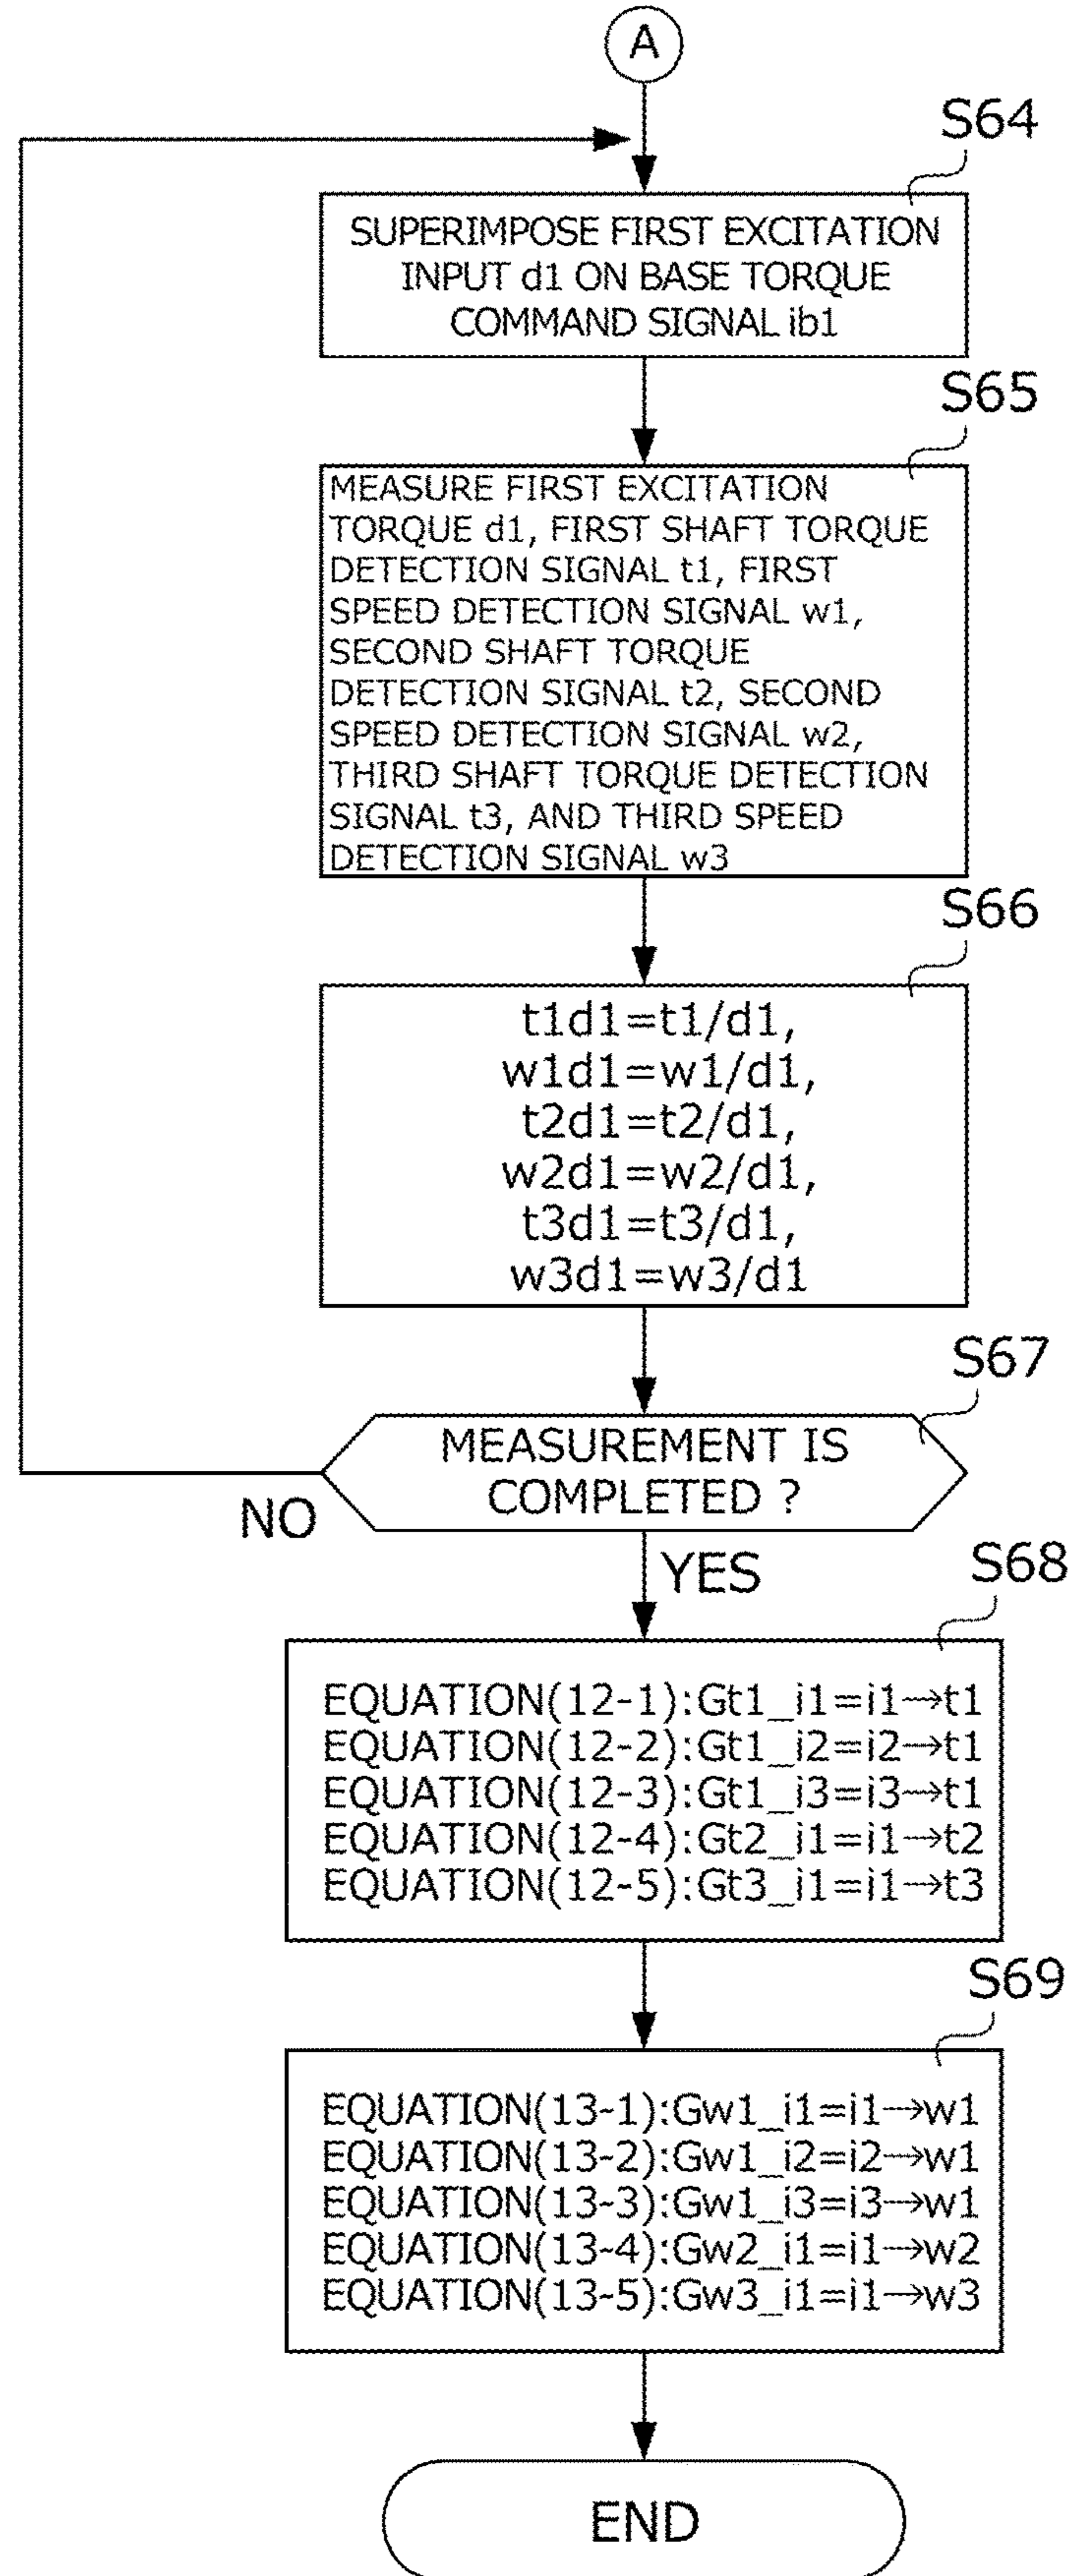 A
S64
SUPERIMPOSE FIRST EXCITATION
INPUT d1 ON BASE TORQUE
COMMAND SIGNAL ib1
S65
MEASURE FIRST EXCITATION
TORQUE d1, FIRST SHAFT TORQUE
DETECTION SIGNAL t1, FIRST
SPEED DETECTION SIGNAL w1,
SECOND SHAFT TORQUE
DETECTION SIGNAL t2, SECOND
SPEED DETECTION SIGNAL w2,
THIRD SHAFT TORQUE DETECTION
SIGNAL t3, AND THIRD SPEED
DETECTION SIGNAL w3
S66
t1d1=t1/d1,
w1d1=w1/d1,
t2d1=t2/d1,
w2d1=w2/d1,
t3d1=t3/d1,
w3d1=w3/d1
S67
MEASUREMENT IS
COMPLETED ?
NO
YES
S68
EQUATION(12-1):Gt1_i1=i1→t1
EQUATION(12-2):Gt1_i2=i2→t1
EQUATION(12-3):Gt1_i3=i3→t1
EQUATION(12-4):Gt2_i1=i1→t2
EQUATION(12-5):Gt3_i1=i1→t3
S69
EQUATION(13-1):Gw1_i1=i1→w1
EQUATION(13-2):Gw1_i2=i2→w1
EQUATION(13-3):Gw1_i3=i3→w1
EQUATION(13-4):Gw2_i1=i1→w2
EQUATION(13-5):Gw3_i1=i1→w3
END